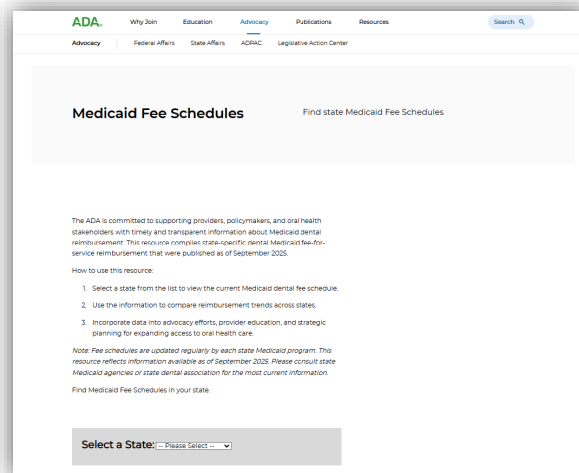 ADA.
Why Join
Education
Advocacy
Publications
Resources
Search
Advocacy
Federal Affairs
State Affairs
ADPAC
Legislative Action Center
Medicaid Fee Schedules
Find state Medicaid Fee Schedules
The ADA is committed to supporting providers, policymakers, and oral health
stakeholders with timely and transparent information about Medicaid dental
reimbursement. This resource compiles state-specific dental Medicaid fee-for-
service reimbursement that were published as of September 2025.
How to use this resource:
1. Select a state from the list to view the current Medicaid dental fee schedule.
2. Use the information to compare reimbursement trends across states.
3. Incorporate data into advocacy efforts, provider education, and strategic
planning for expanding access to oral health care.
Note: Fee schedules are updated regularly by each state Medicaid program. This
resource reflects information available as of September 2025. Please consult state
Medicaid agencies or state dental association for the most current information.
Find Medicaid Fee Schedules in your state.
Select a State: -- Please Select --